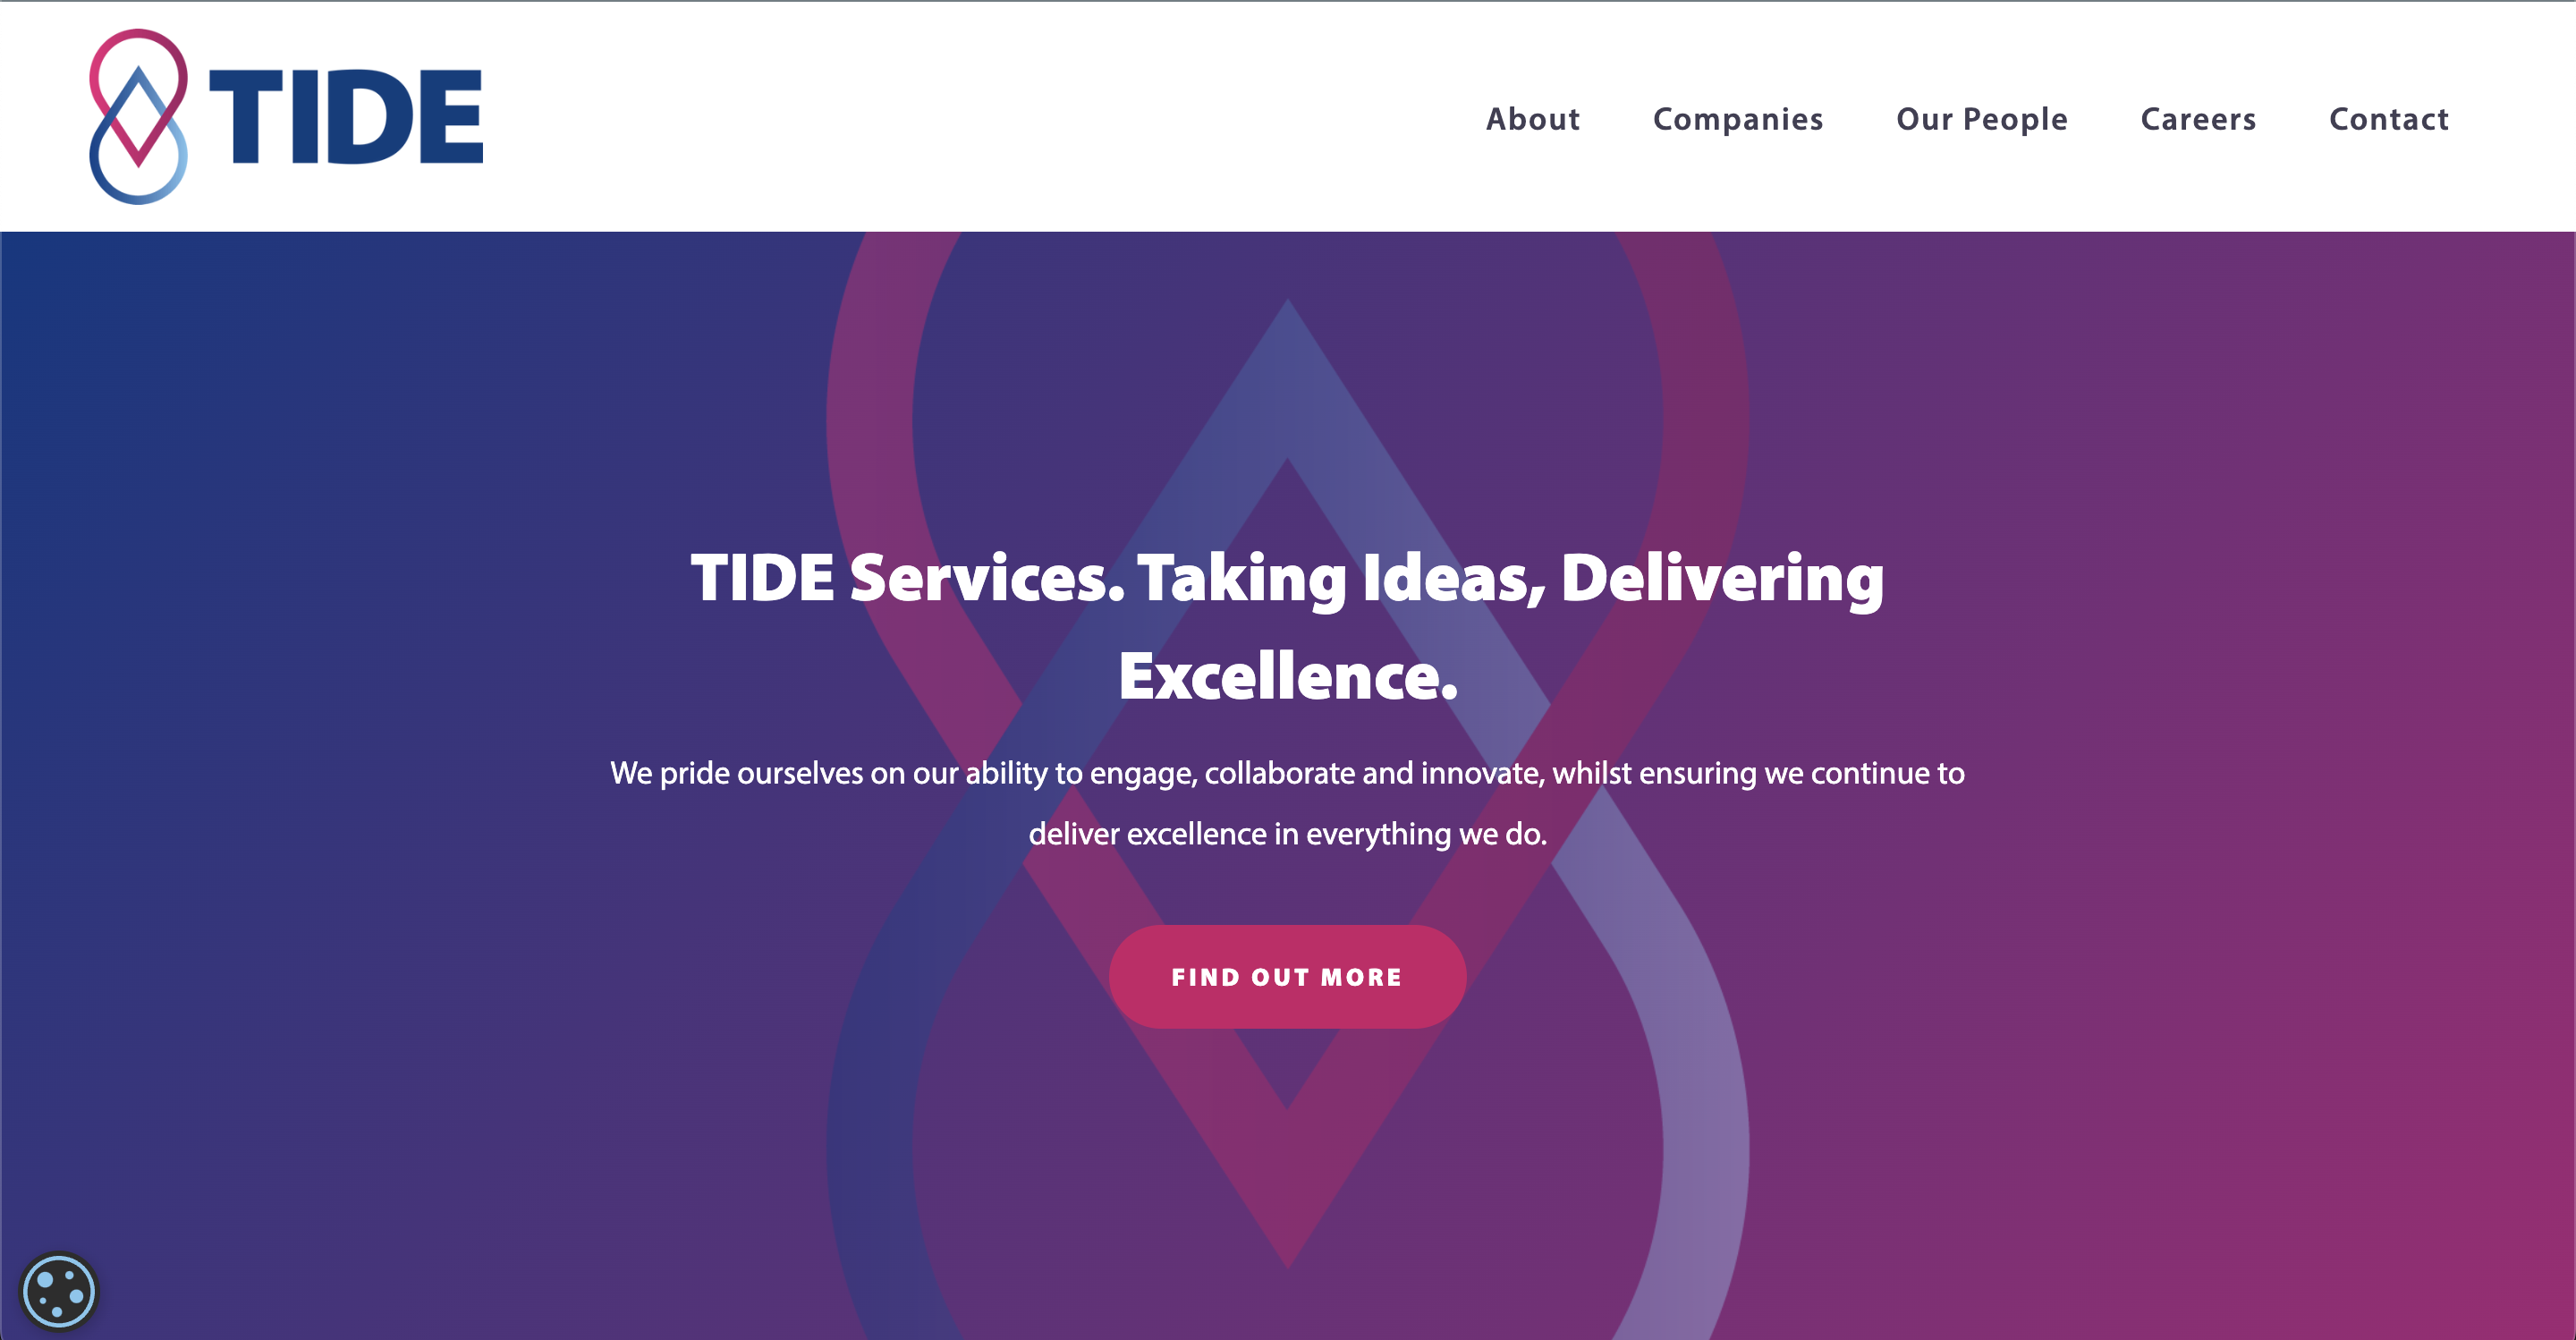 TIDE
About Companies Our People Careers Contact
TIDE Services. Taking Ideas, Delivering
Excellence.
We pride ourselves on our ability to engage, collaborate and innovate, whilst ensuring we continue to
deliver excellence in everything we do.
FIND OUT MORE